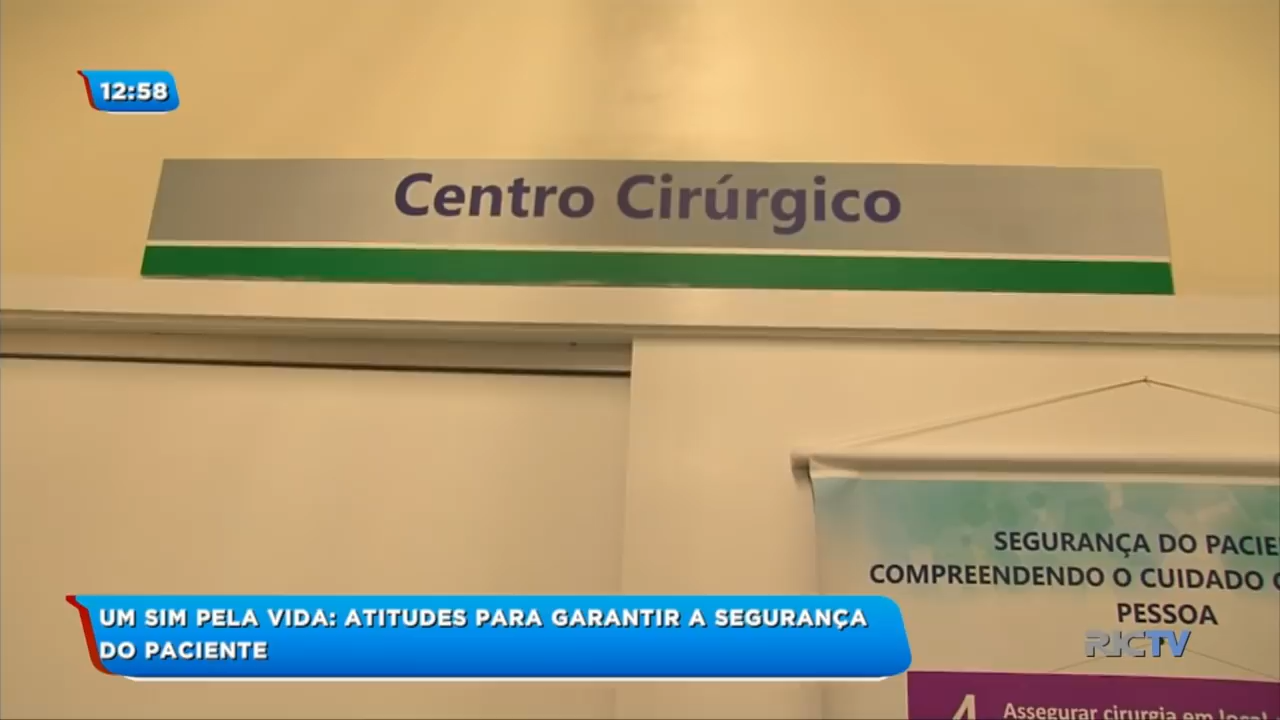 12:58
Centro Cirúrgico
SEGURANÇA DO PACIE
COMPREENDENDO O CUIDADO
PESSOA
UM SIM PELA VIDA: ATITUDES PARA GARANTIR A SEGURANÇA
DO PACIENTE
RICTV
4 Assegurar cirurgia em local